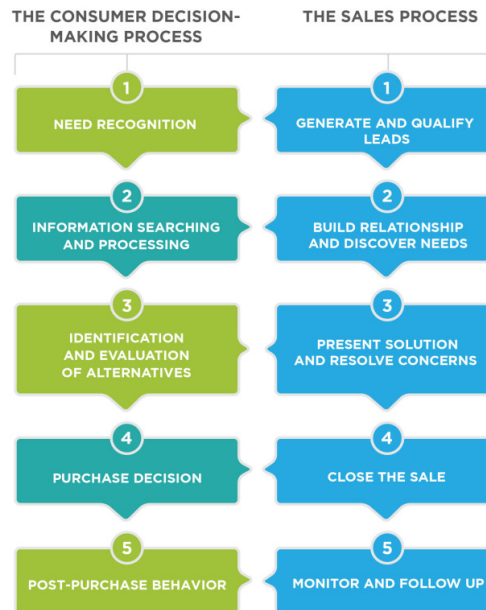 THE CONSUMER DECISION-
MAKING PROCESS
THE SALES PROCESS
1
NEED RECOGNITION
1
GENERATE AND QUALIFY
LEADS
2
INFORMATION SEARCHING
AND PROCESSING
2
BUILD RELATIONSHIP
AND DISCOVER NEEDS
3
IDENTIFICATION
AND EVALUATION
OF ALTERNATIVES
3
PRESENT SOLUTION
AND RESOLVE CONCERNS
4
PURCHASE DECISION
4
CLOSE THE SALE
5
POST-PURCHASE BEHAVIOR
5
MONITOR AND FOLLOW UP